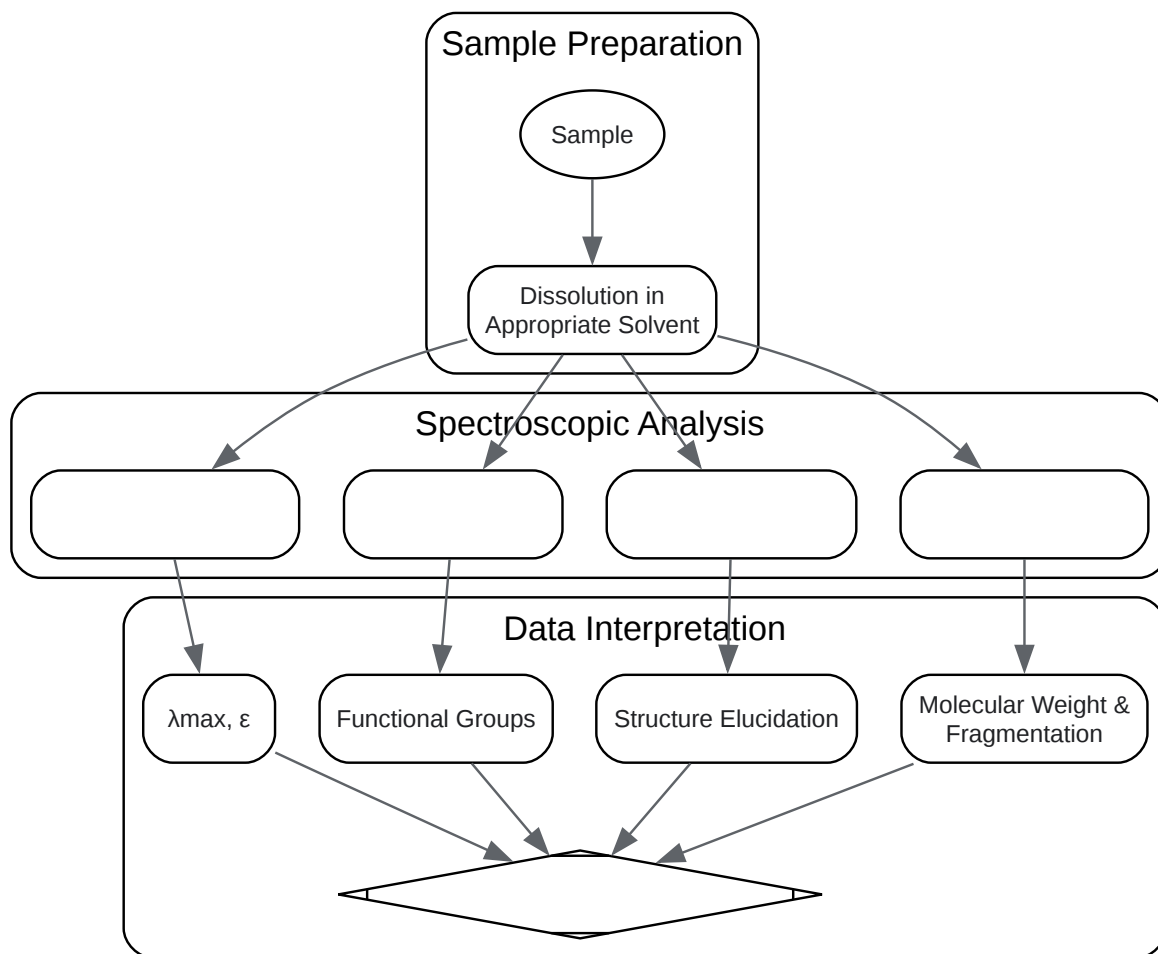 Sample Preparation
Sample
Dissolution in
Appropriate Solvent
Spectroscopic Analysis
Data Interpretation
λmax, ε
Functional Groups
Structure Elucidation
Molecular Weight &
Fragmentation